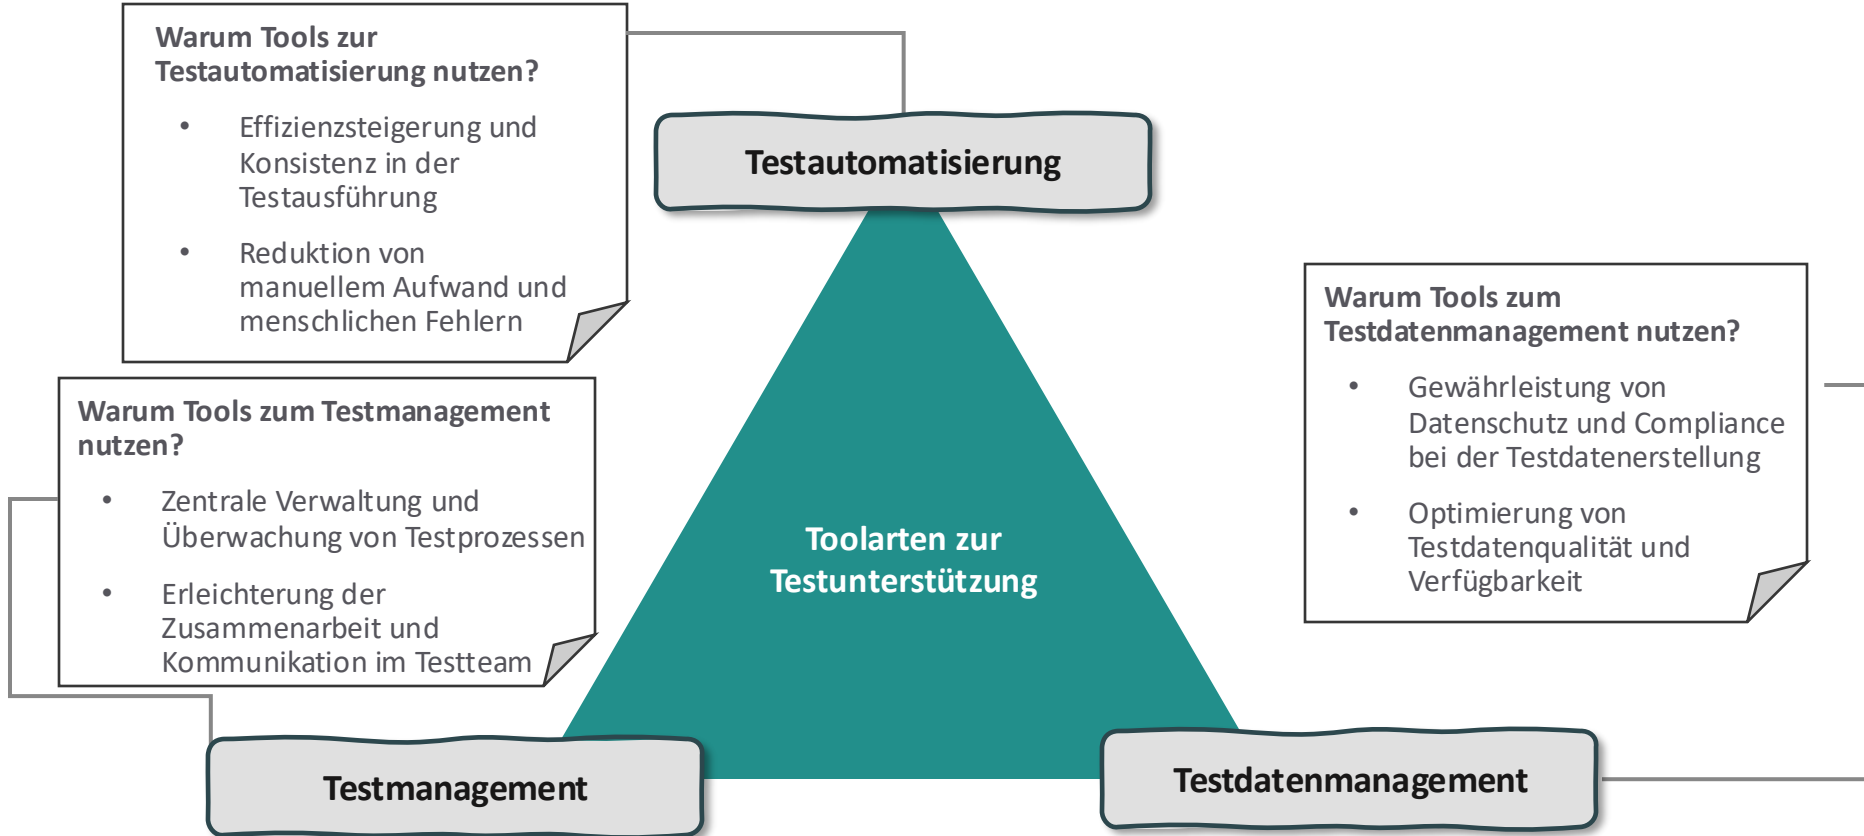 Warum Tools zur
Testautomatisierung nutzen?
• Effizienzsteigerung und
Konsistenz in der
Testausführung
• Reduktion von
manuellem Aufwand und
menschlichen Fehlern
Testautomatisierung
Warum Tools zum
Testdatenmanagement nutzen?
• Gewährleistung von
Datenschutz und Compliance
bei der Testdatenerstellung
• Optimierung von
Testdatenqualität und
Verfügbarkeit
Warum Tools zum Testmanagement
nutzen?
• Zentrale Verwaltung und
Überwachung von Testprozessen
• Erleichterung der
Zusammenarbeit und
Kommunikation im Testteam
Toolarten zur
Testunterstützung
Testmanagement
Testdatenmanagement